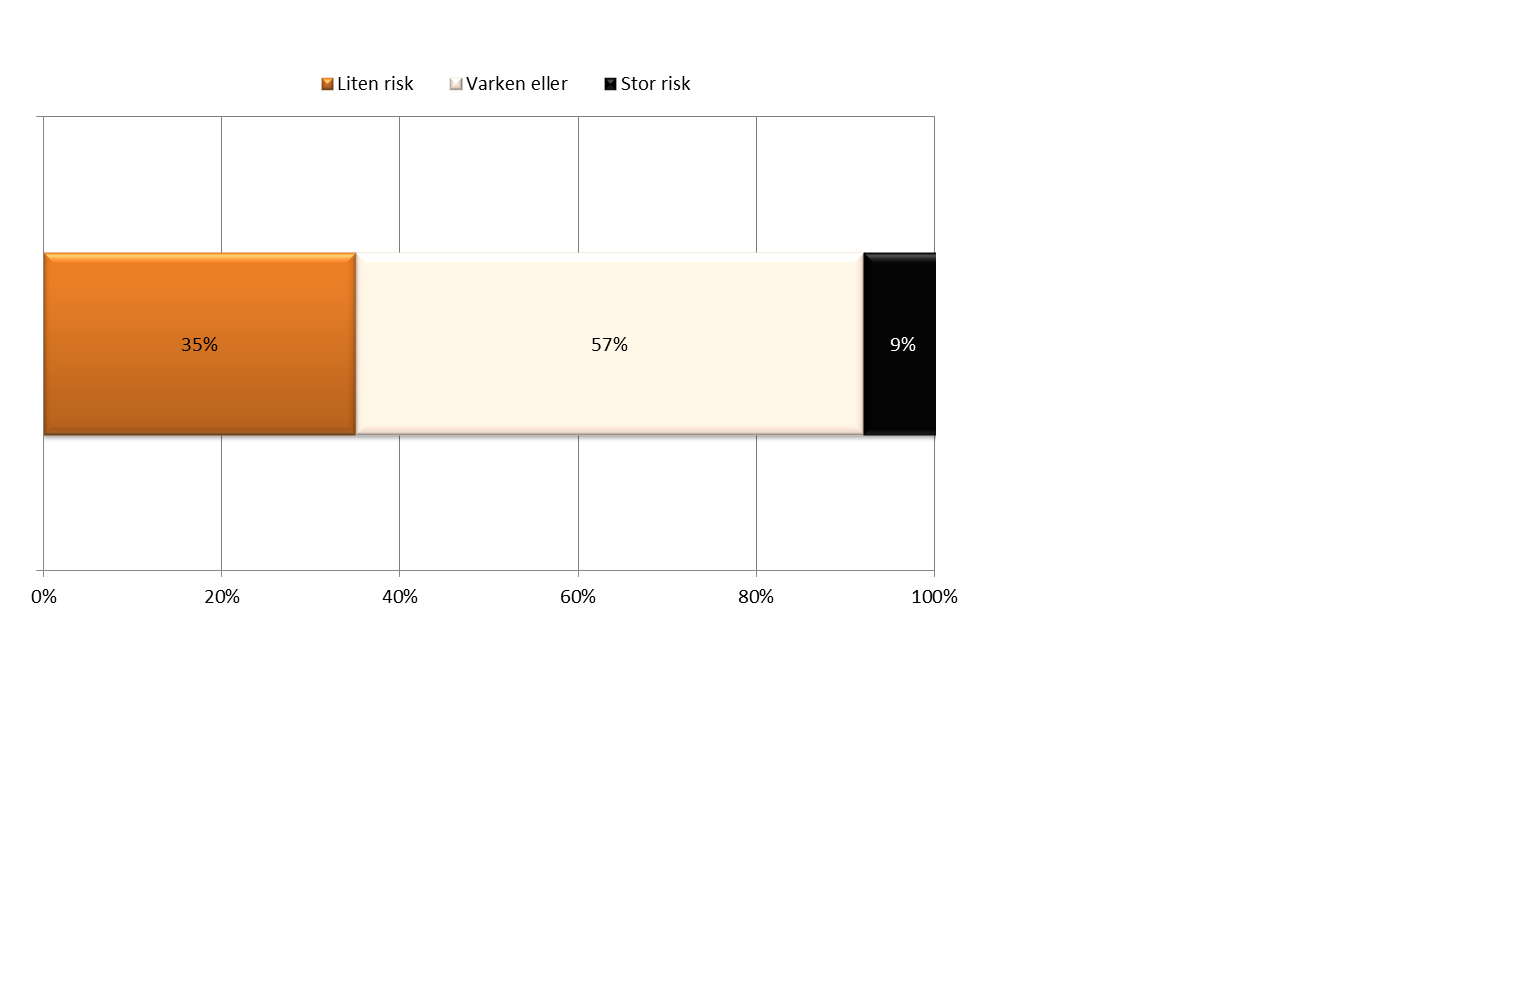 Liten risk Varken eller Stor risk
35% 57% 9%
0% 20% 40% 60% 80% 100%